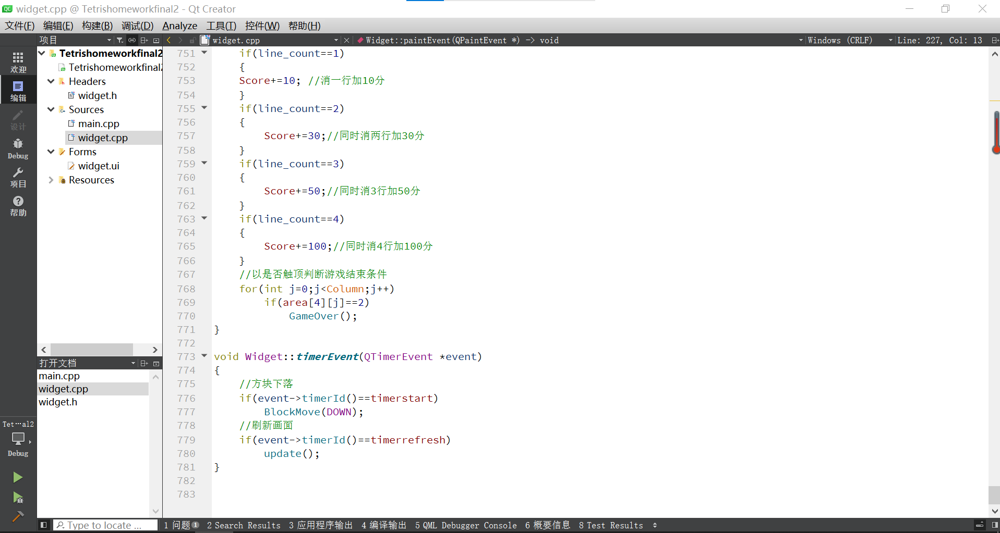 widget.cpp @ Tetrishomeworkfinal2 - Qt Creator
文件(F) 编辑(E) 构建(B) 调试(D) Analyze 工具(T) 控件(W) 帮助(H)
项目
widget.cpp
Widget::paintEvent(QPaintEvent *) -> void
Windows (CRLF)
Line: 227, Col: 13
欢迎
编辑
设计
Debug
项目
帮助
Tet···al2
Debug
Tetrishomeworkfinal2
Tetrishomeworkfinal2
Headers
widget.h
Sources
main.cpp
widget.cpp
Forms
widget.ui
Resources
打开文档
main.cpp
widget.cpp
widget.h
751 if(line_count==1)
752 {
753 Score+=10; //消一行加10分
754 }
755 if(line_count==2)
756 {
757 Score+=30;//同时消两行加30分
758 }
759 if(line_count==3)
760 {
761 Score+=50;//同时消3行加50分
762 }
763 if(line_count==4)
764 {
765 Score+=100;//同时消4行加100分
766 }
767 //以是否触顶判断游戏结束条件
768 for(int j=0;j<Column;j++)
769 if(area[4][j]==2)
770 GameOver();
771 }
772
773 void Widget::timerEvent(QTimerEvent *event)
774 {
775 //方块下落
776 if(event->timerId()==timerstart)
777 BlockMove(DOWN);
778 //刷新画面
779 if(event->timerId()==timerrefresh)
780 update();
781 }
782
783
Type to locate ...
1 问题 1 2 Search Results 3 应用程序输出 4 编译输出 5 QML Debugger Console 6 概要信息 8 Test Results